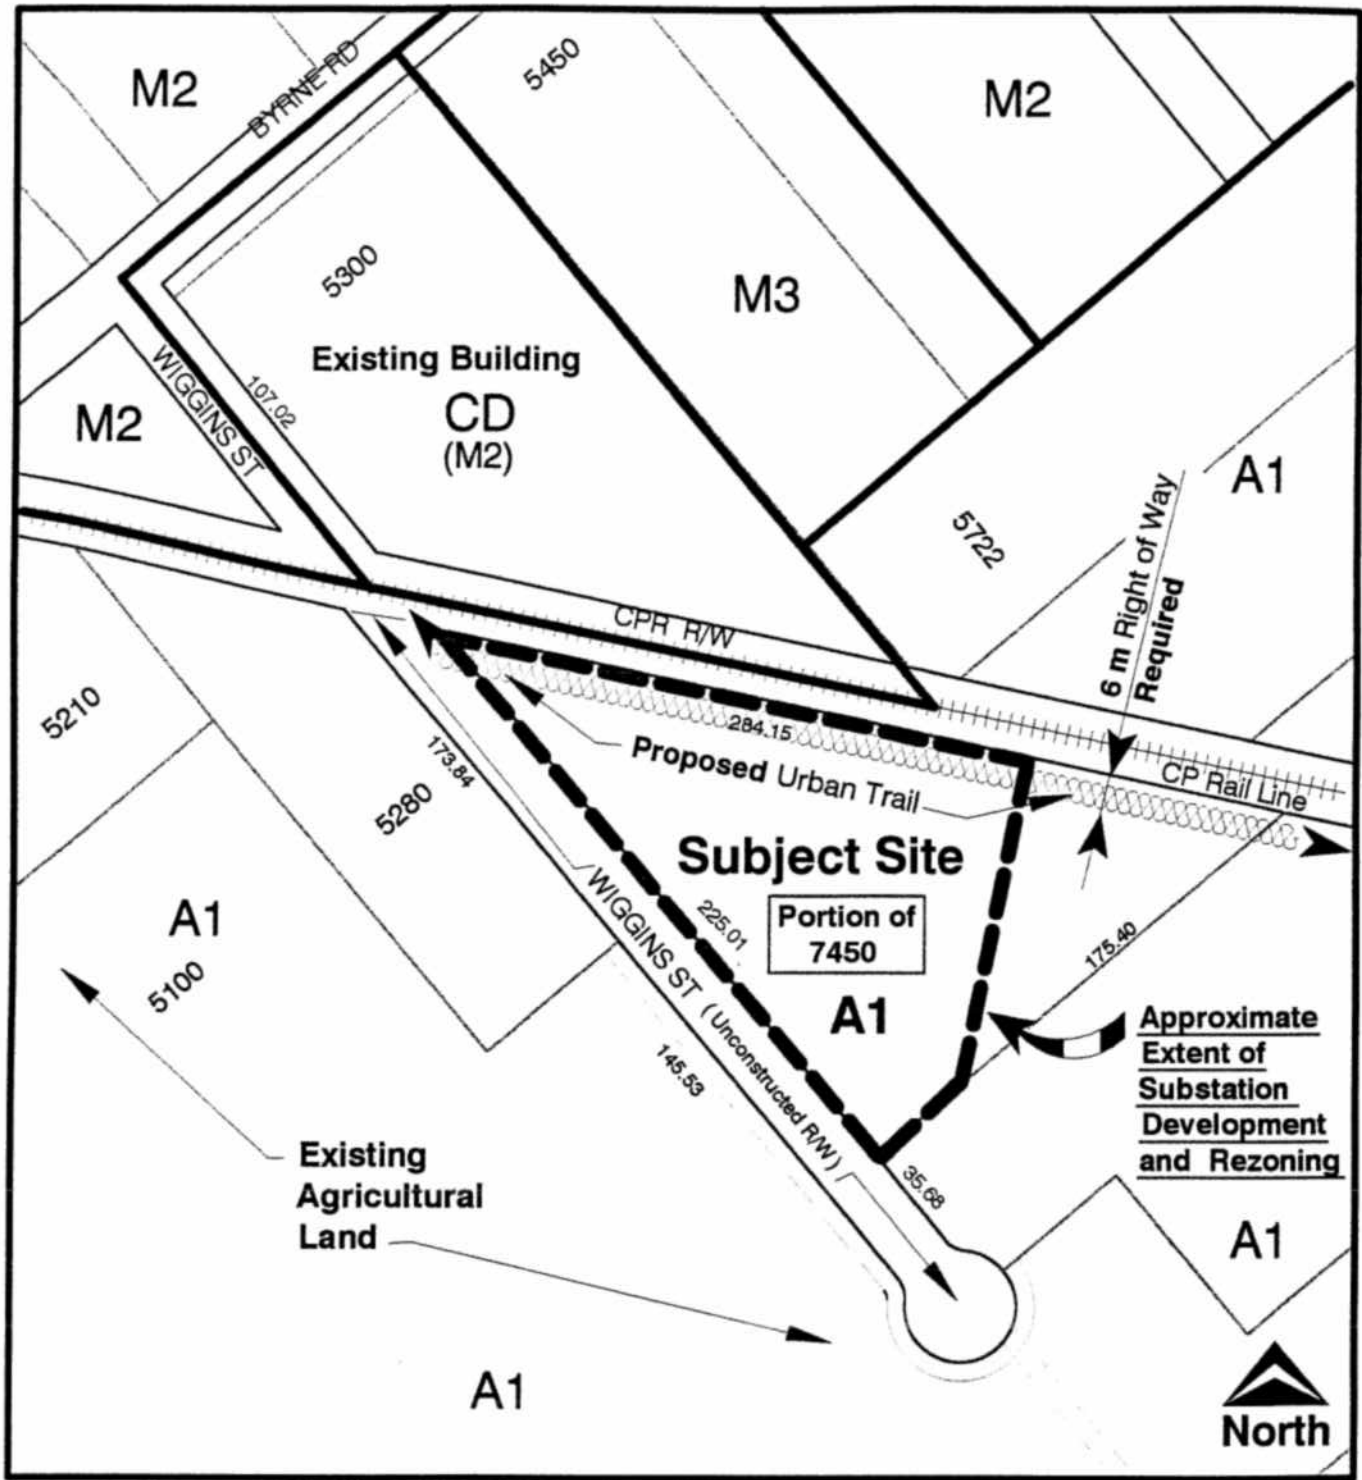 5450
M2
BYRNE RD
M2
5300
M3
Existing Building
CD
(M2)
WIGGINS ST
107.02
M2
A1
5722
6 m Right of Way
Required
CPR R/W
5210
284.15
Proposed Urban Trail
CP Rail Line
173.84
5280
Subject Site
Portion of
7450
A1
225.01
WIGGINS ST (Unconstructed R/W)
175.40
A1
5100
145.53
35.68
Approximate
Extent of
Substation
Development
and Rezoning
Existing
Agricultural
Land
A1
A1
North